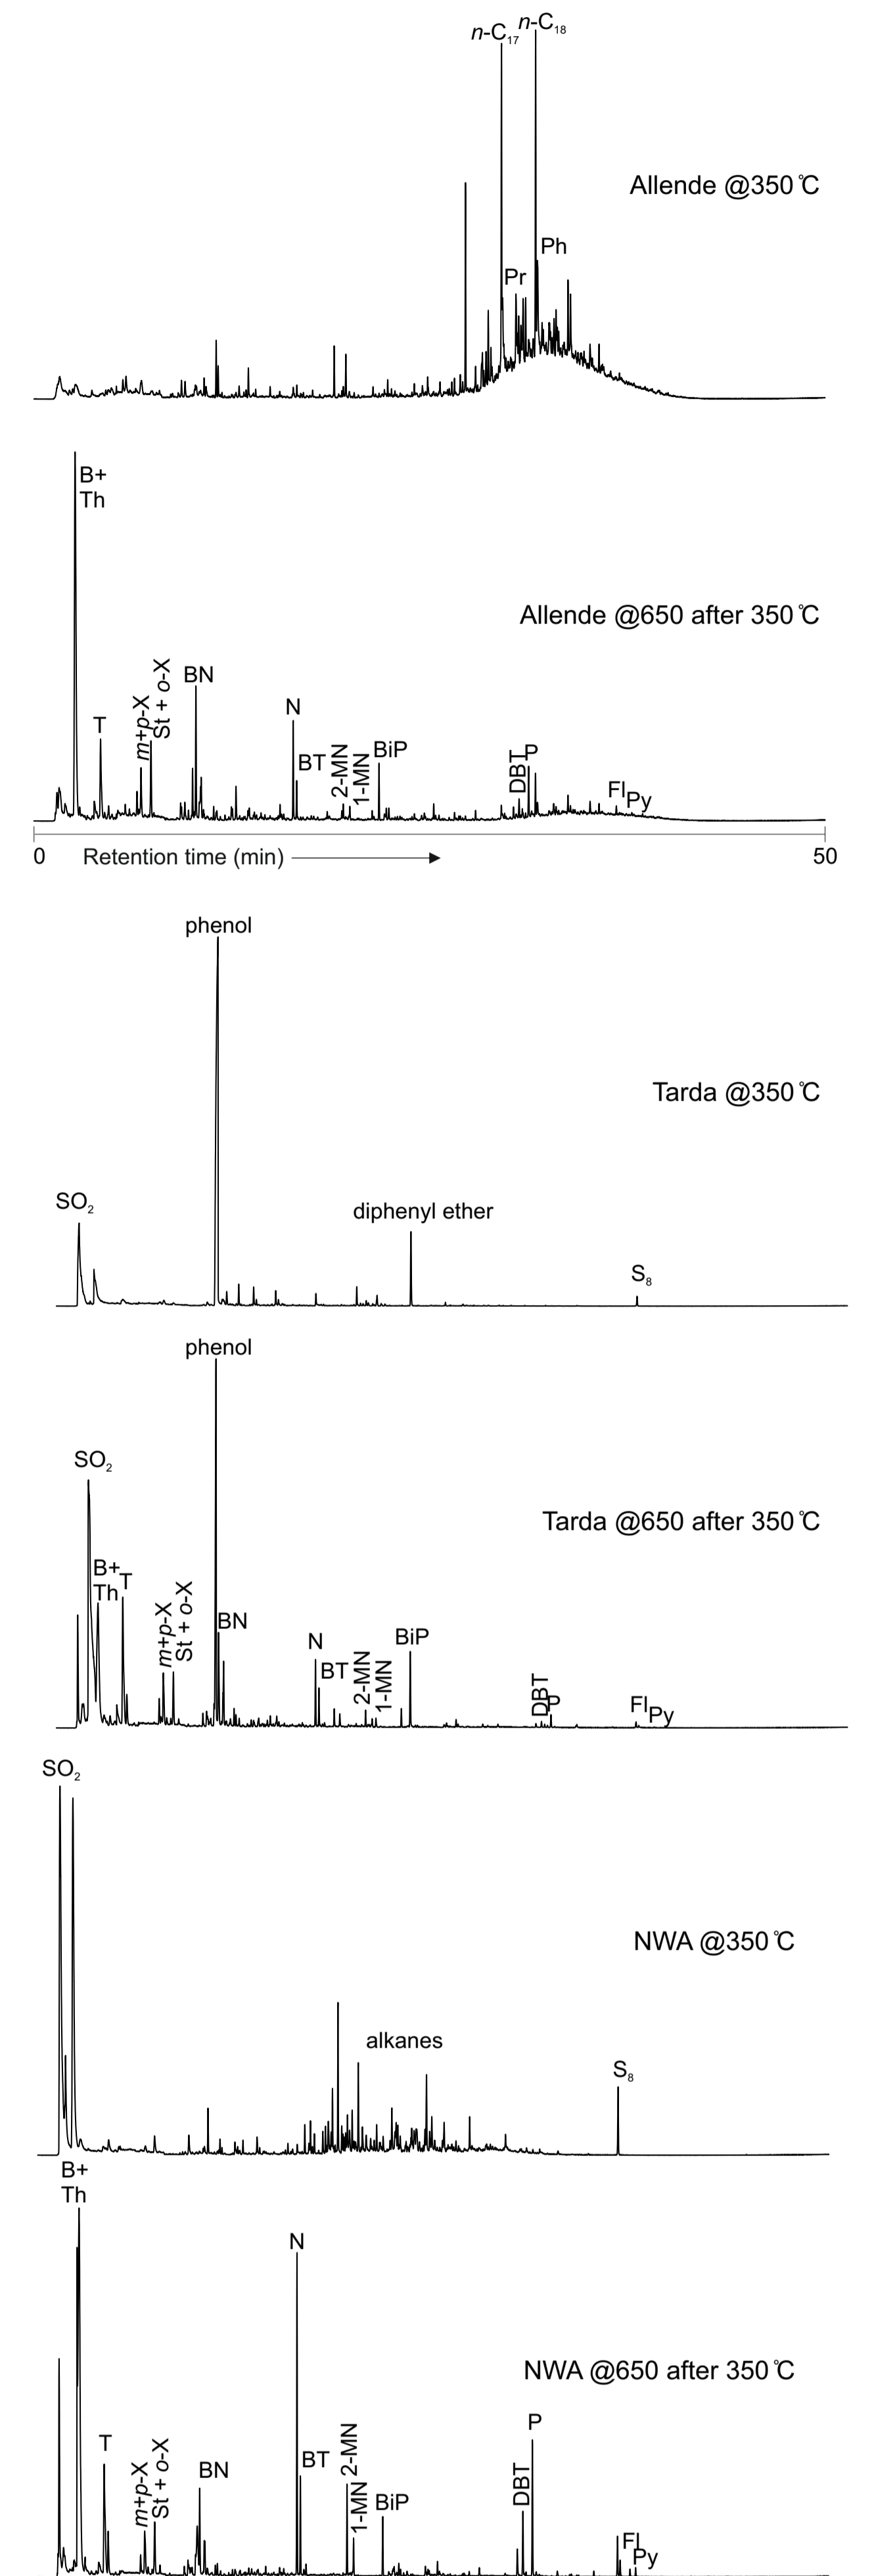 n-C17 n-C18
Allende @350 ℃
Ph
Pr
B+
Th
Allende @650 after 350 ℃
T
m+p-X
St + o-X
BN
N
BT
2-MN
1-MN
BiP
DBT
P
Fl
Py
0 Retention time (min) 50
phenol
Tarda @350 ℃
SO2
diphenyl ether
S8
phenol
SO2
Tarda @650 after 350 ℃
B+
Th
T
m+p-X
St + o-X
BN
N
BT
2-MN
1-MN
BiP
DBT
P
Fl
Py
SO2
NWA @350 ℃
alkanes
S8
B+
Th
N
NWA @650 after 350 ℃
T
m+p-X
St + o-X
BN
BT
2-MN
1-MN
BiP
DBT
P
Fl
Py